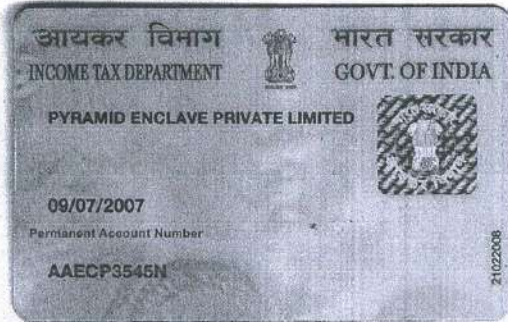 आयकर विभाग
INCOME TAX DEPARTMENT
भारत सरकार
GOVT. OF INDIA
PYRAMID ENCLAVE PRIVATE LIMITED
09/07/2007
Permanent Account Number
AAECP3545N
21022008